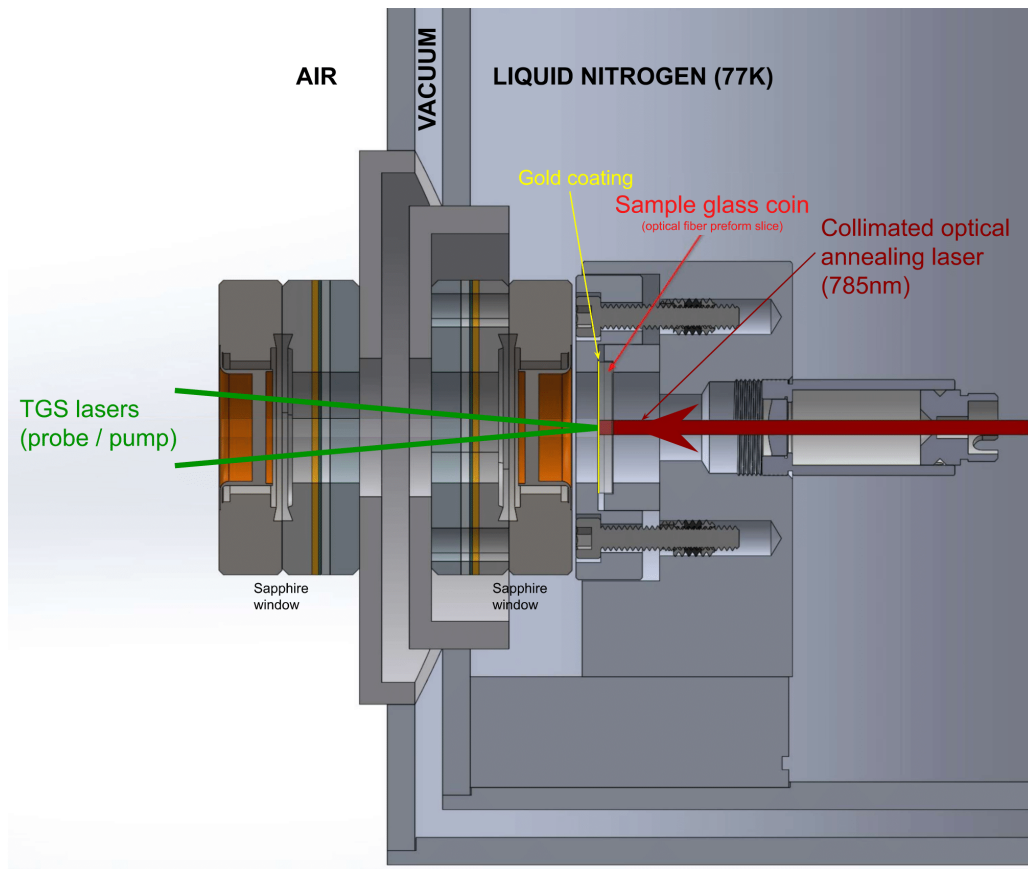 AIR
VACUUM
LIQUID NITROGEN (77K)
Gold coating
Sample glass coin
(optical fiber preform slice)
Collimated optical
annealing laser
(785nm)
TGS lasers
(probe / pump)
Sapphire
window
Sapphire
window